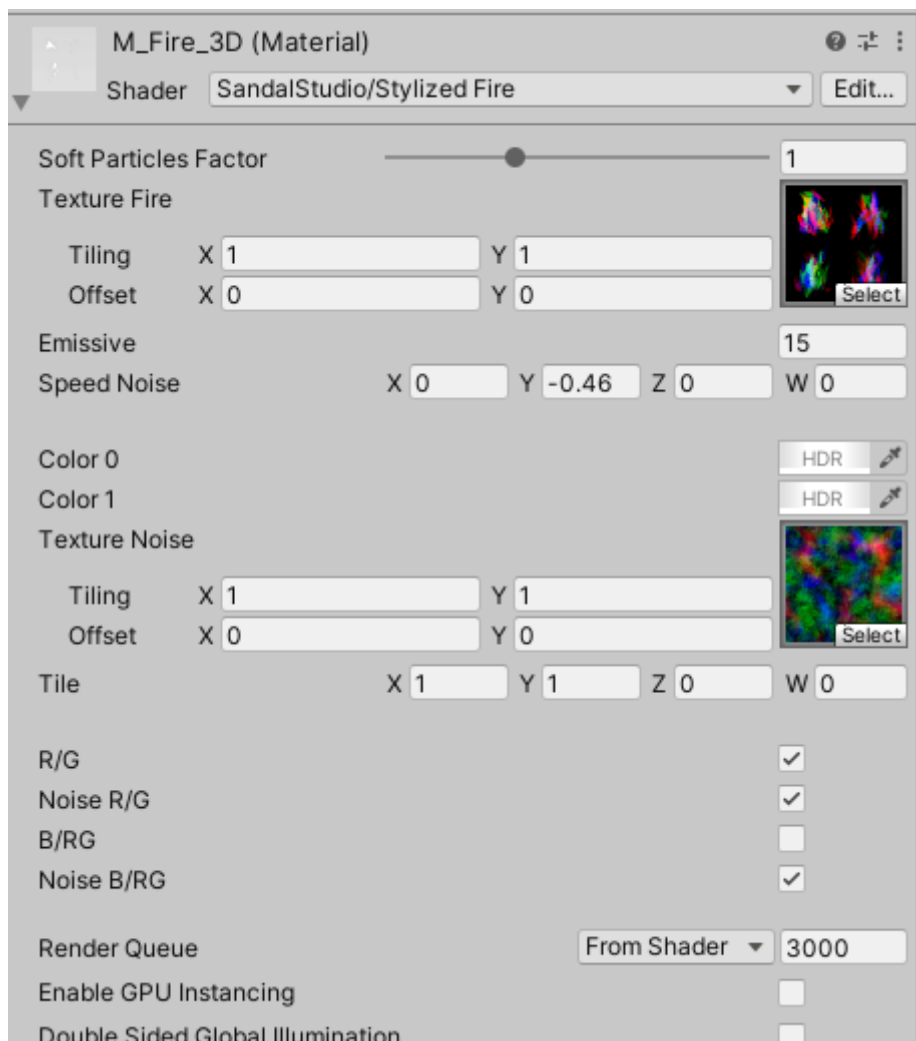 M_Fire_3D (Material)
Shader SandalStudio/Stylized Fire Edit...
Soft Particles Factor 1
Texture Fire
Tiling X 1 Y 1
Offset X 0 Y 0 Select
Emissive 15
Speed Noise X 0 Y -0.46 Z 0 W 0
Color 0 HDR
Color 1 HDR
Texture Noise
Tiling X 1 Y 1
Offset X 0 Y 0 Select
Tile X 1 Y 1 Z 0 W 0
R/G
Noise R/G
B/RG
Noise B/RG
Render Queue From Shader 3000
Enable GPU Instancing
Double Sided Global Illumination